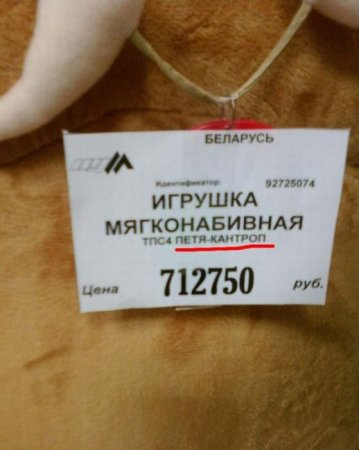 БЕЛАРУСЬ
Идентификатор: 92725074
ИГРУШКА
МЯГКОНАБИВНАЯ
ТПС4 ПЕТЯ-КАНТРОП
Цена 712750 руб.